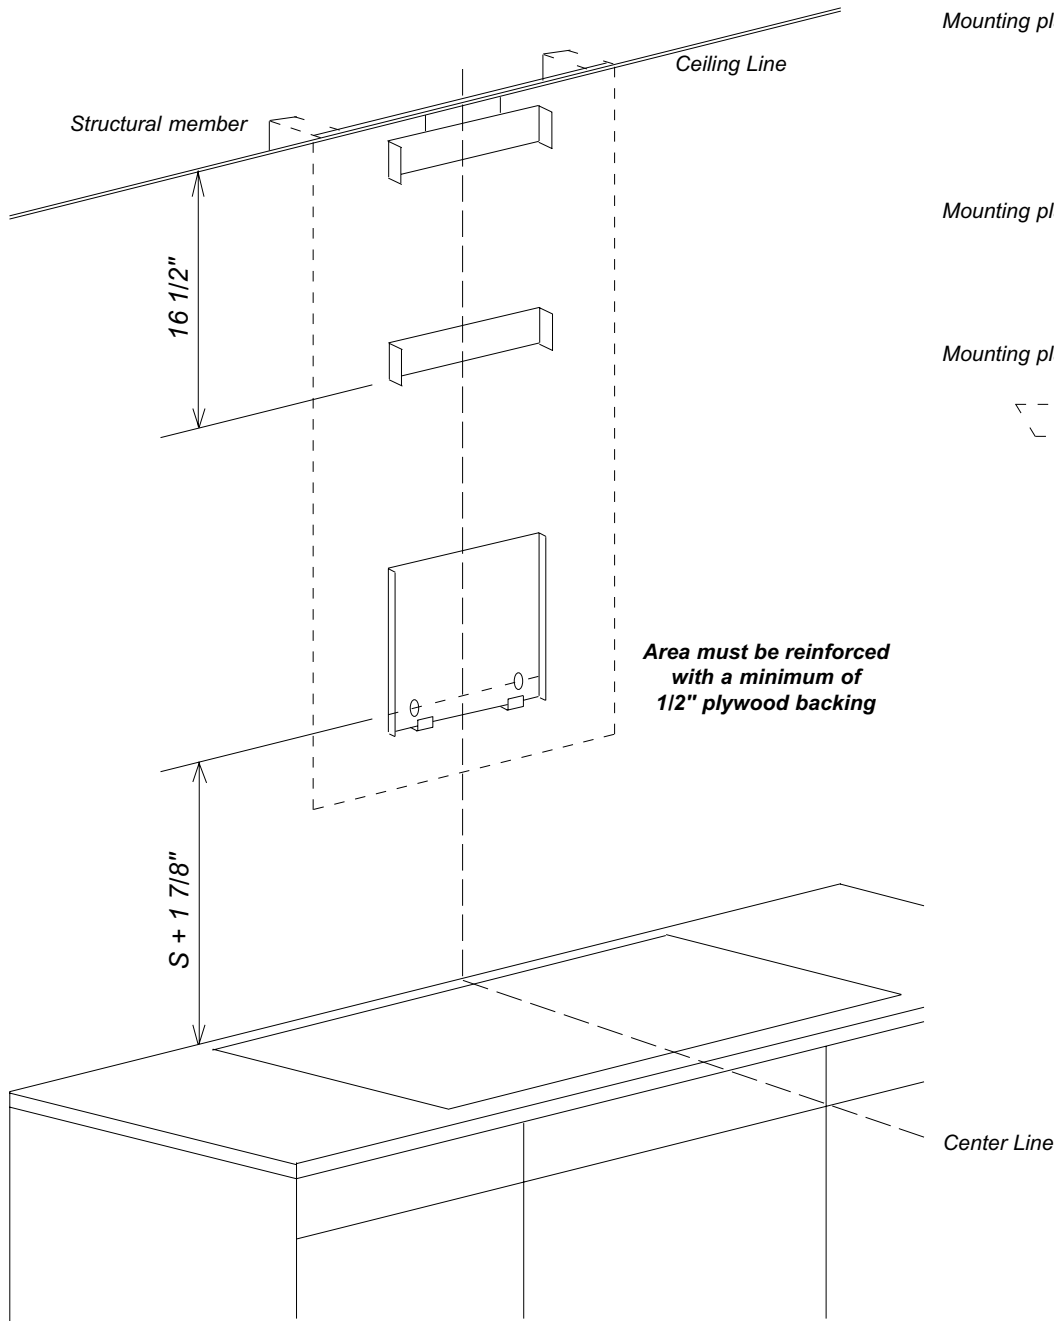 Mounting pl
Ceiling Line
Structural member
16 1/2"
Mounting pl
Mounting pl
Area must be reinforced
with a minimum of
1/2" plywood backing
S + 1 7/8"
Center Line